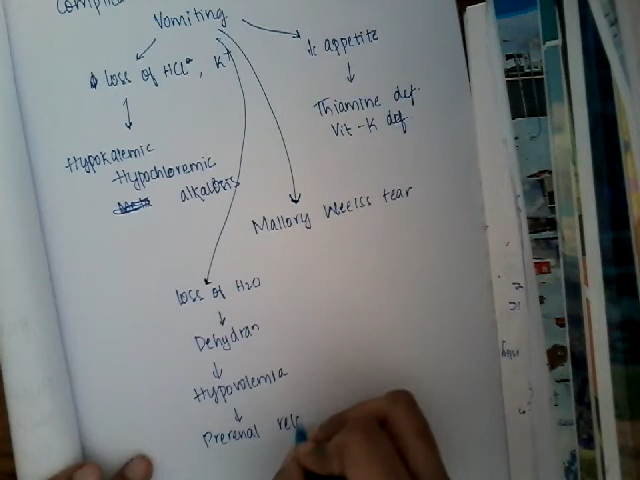 Vomiting
loss of HCl, K+
↓ appetite
Thiamine def.
Vit-K def.
Hypokalemic
Hypochloremic
alkalosis
Mallory Weelss tear
loss of H2O
Dehydran
Hypovolemia
Prerenal